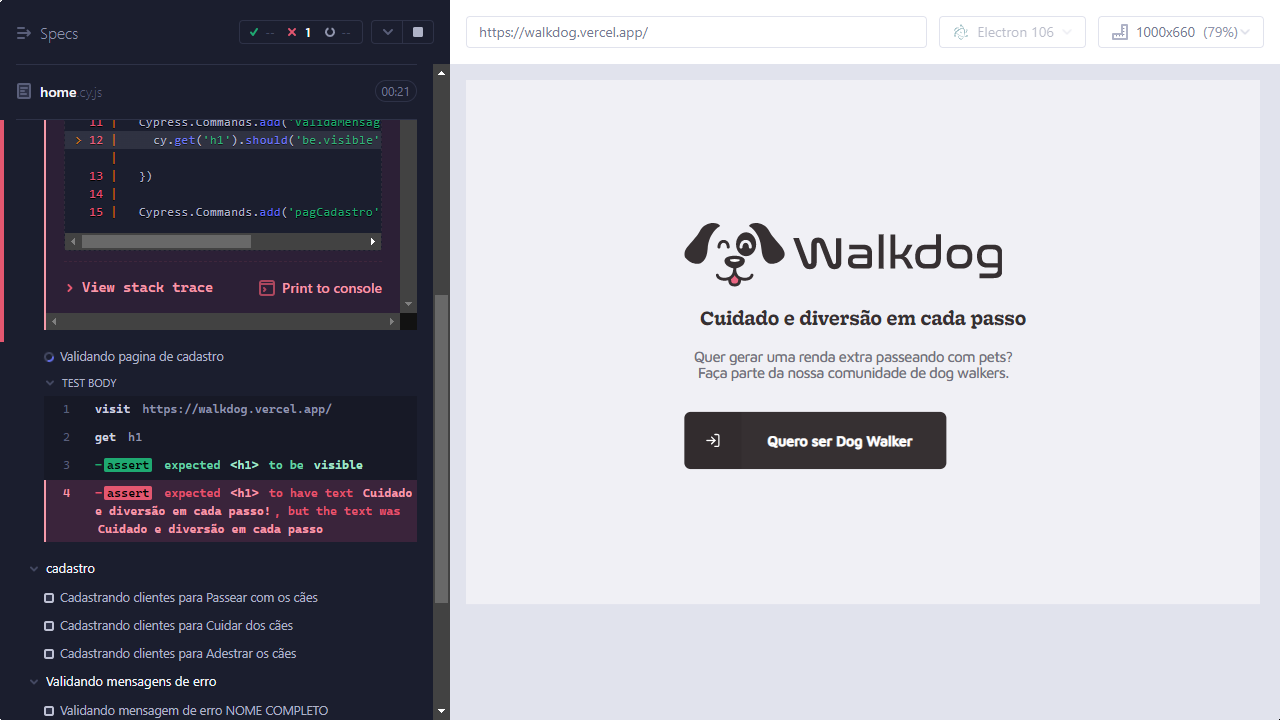 Specs
-- 1 --
home.cy.js
00:21
11 | Cypress.Commands.add('ValidaMensag
> 12 | cy.get('h1').should('be.visible'
|
13 | })
14 |
15 | Cypress.Commands.add('pagCadastro'
> View stack trace
Print to console
Validando pagina de cadastro
TEST BODY
1 visit https://walkdog.vercel.app/
2 get h1
3 -assert expected <h1> to be visible
4 -assert expected <h1> to have text Cuidado
e diversão em cada passo!, but the text was
Cuidado e diversão em cada passo
cadastro
Cadastrando clientes para Passear com os cães
Cadastrando clientes para Cuidar dos cães
Cadastrando clientes para Adestrar os cães
Validando mensagens de erro
Validando mensagem de erro NOME COMPLETO
https://walkdog.vercel.app/
Electron 106
1000x660 (79%)
Walkdog
Cuidado e diversão em cada passo
Quer gerar uma renda extra passeando com pets?
Faça parte da nossa comunidade de dog walkers.
Quero ser Dog Walker